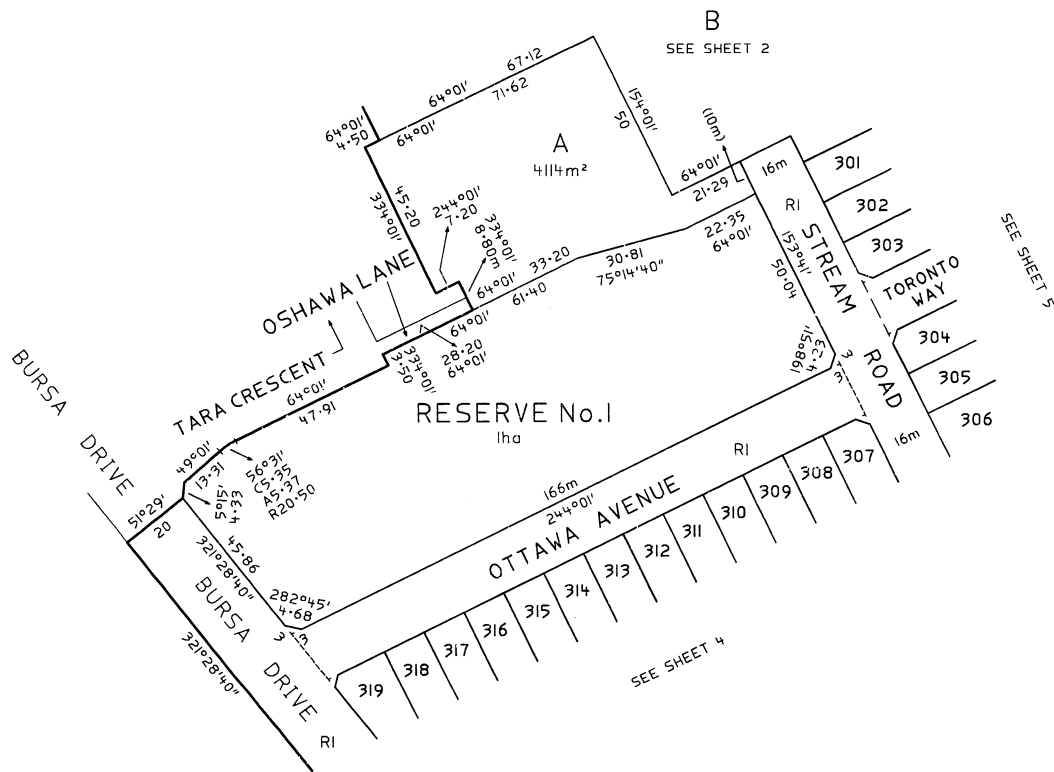 B
SEE SHEET 2
67·12
64°01'
71·62
64°01'
4·50
64°01'
154°01'
50
A
4114m²
(10m)
64°01'
21·29
16m
301
R1
302
303
STREAM ROAD
TORONTO WAY
304
305
306
SEE SHEET 5
45·20
334°01'
244°01'
7·20
334°01'
8·80m
64°01'
33·20
61·40
30·81
75°14'40"
22·35
64°01'
153°41'
50·04
198°51'
4·23
3
3
16m
OSHAWA LANE
64°01'
28·20
64°01'
334°01'
3·50
TARA CRESCENT
64°01'
47·91
RESERVE No.1
1ha
BURSA DRIVE
49°01'
13·31
56°31'
C5·35
A5·37
R20·50
5°15'
4·33
51°29'
20
45·86
321°28'40"
166m
244°01'
R1
OTTAWA AVENUE
282°45'
4·68
3
3
BURSA DRIVE
321°28'40"
R1
307
308
309
310
311
312
313
314
315
316
317
318
319
SEE SHEET 4